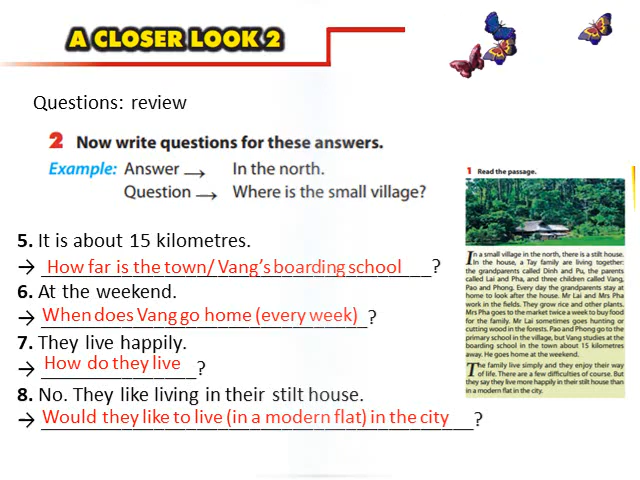 A CLOSER LOOK 2
Questions: review
2 Now write questions for these answers.
Example: Answer → In the north.
Question → Where is the small village?
5. It is about 15 kilometres.
→ How far is the town/ Vang's boarding school?
6. At the weekend.
→ When does Vang go home (every week)?
7. They live happily.
→ How do they live?
8. No. They like living in their stilt house.
→ Would they like to live (in a modern flat) in the city?
1 Read the passage.
In a small village in the north, there is a stilt house.
In the house, a Tay family are living together:
the grandparents called Dinh and Pu, the parents
called Lai and Pha, and three children called Vang,
Pao and Phong. Every day the grandparents stay at
home to look after the house. Mr Lai and Mrs Pha
work in the fields. They grow rice and other plants.
Mrs Pha goes to the market twice a week to buy food
for the family. Mr Lai sometimes goes hunting or
cutting wood in the forests. Pao and Phong go to the
primary school in the village, but Vang studies at the
boarding school in the town about 15 kilometres
away. He goes home at the weekend.
The family live simply and they enjoy their way
of life. There are a few difficulties of course. But
they say they live more happily in their stilt house than
in a modern flat in the city.